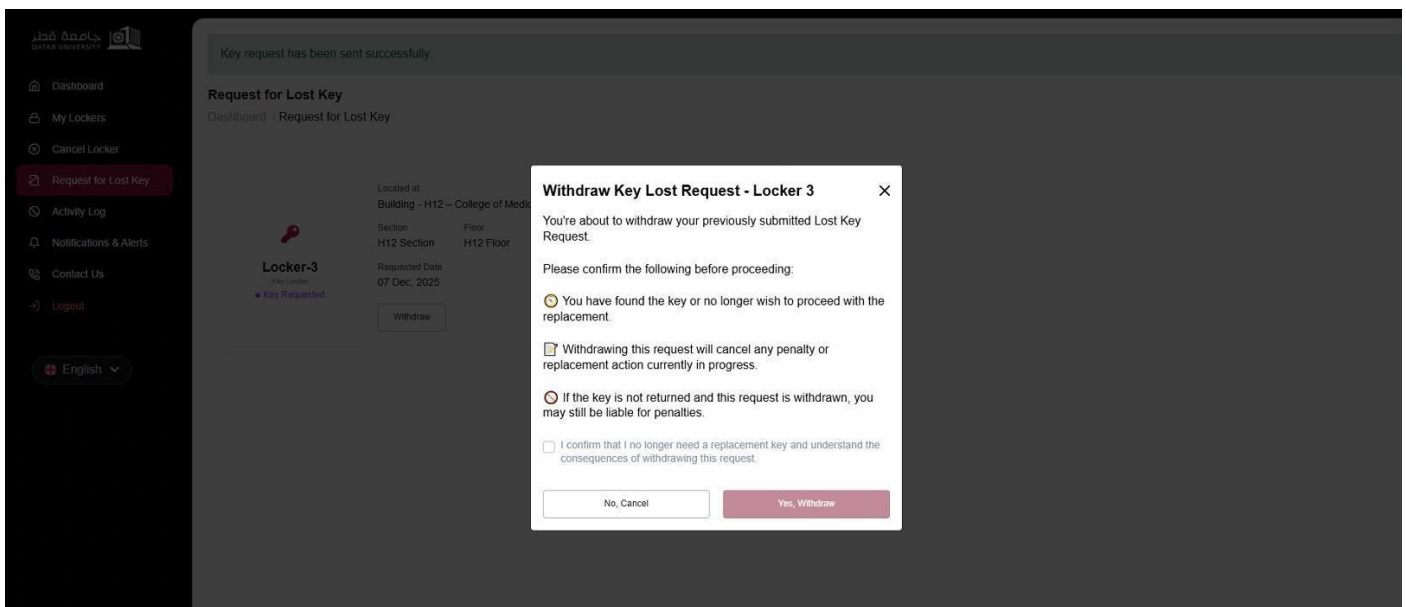 جامعة قطر
QATAR UNIVERSITY
Key request has been sent successfully.
Dashboard
My Lockers
Cancel Locker
Request for Lost Key
Activity Log
Notifications & Alerts
Contact Us
Logout
English
Request for Lost Key
Dashboard / Request for Lost Key
Locker-3
Key Locker
Key Requested
Located at
Building - H12 – College of Medic
Section Floor
H12 Section H12 Floor
Requested Date
07 Dec, 2025
Withdraw
Withdraw Key Lost Request - Locker 3
You're about to withdraw your previously submitted Lost Key
Request.
Please confirm the following before proceeding:
You have found the key or no longer wish to proceed with the
replacement.
Withdrawing this request will cancel any penalty or
replacement action currently in progress.
If the key is not returned and this request is withdrawn, you
may still be liable for penalties.
I confirm that I no longer need a replacement key and understand the
consequences of withdrawing this request.
No, Cancel
Yes, Withdraw